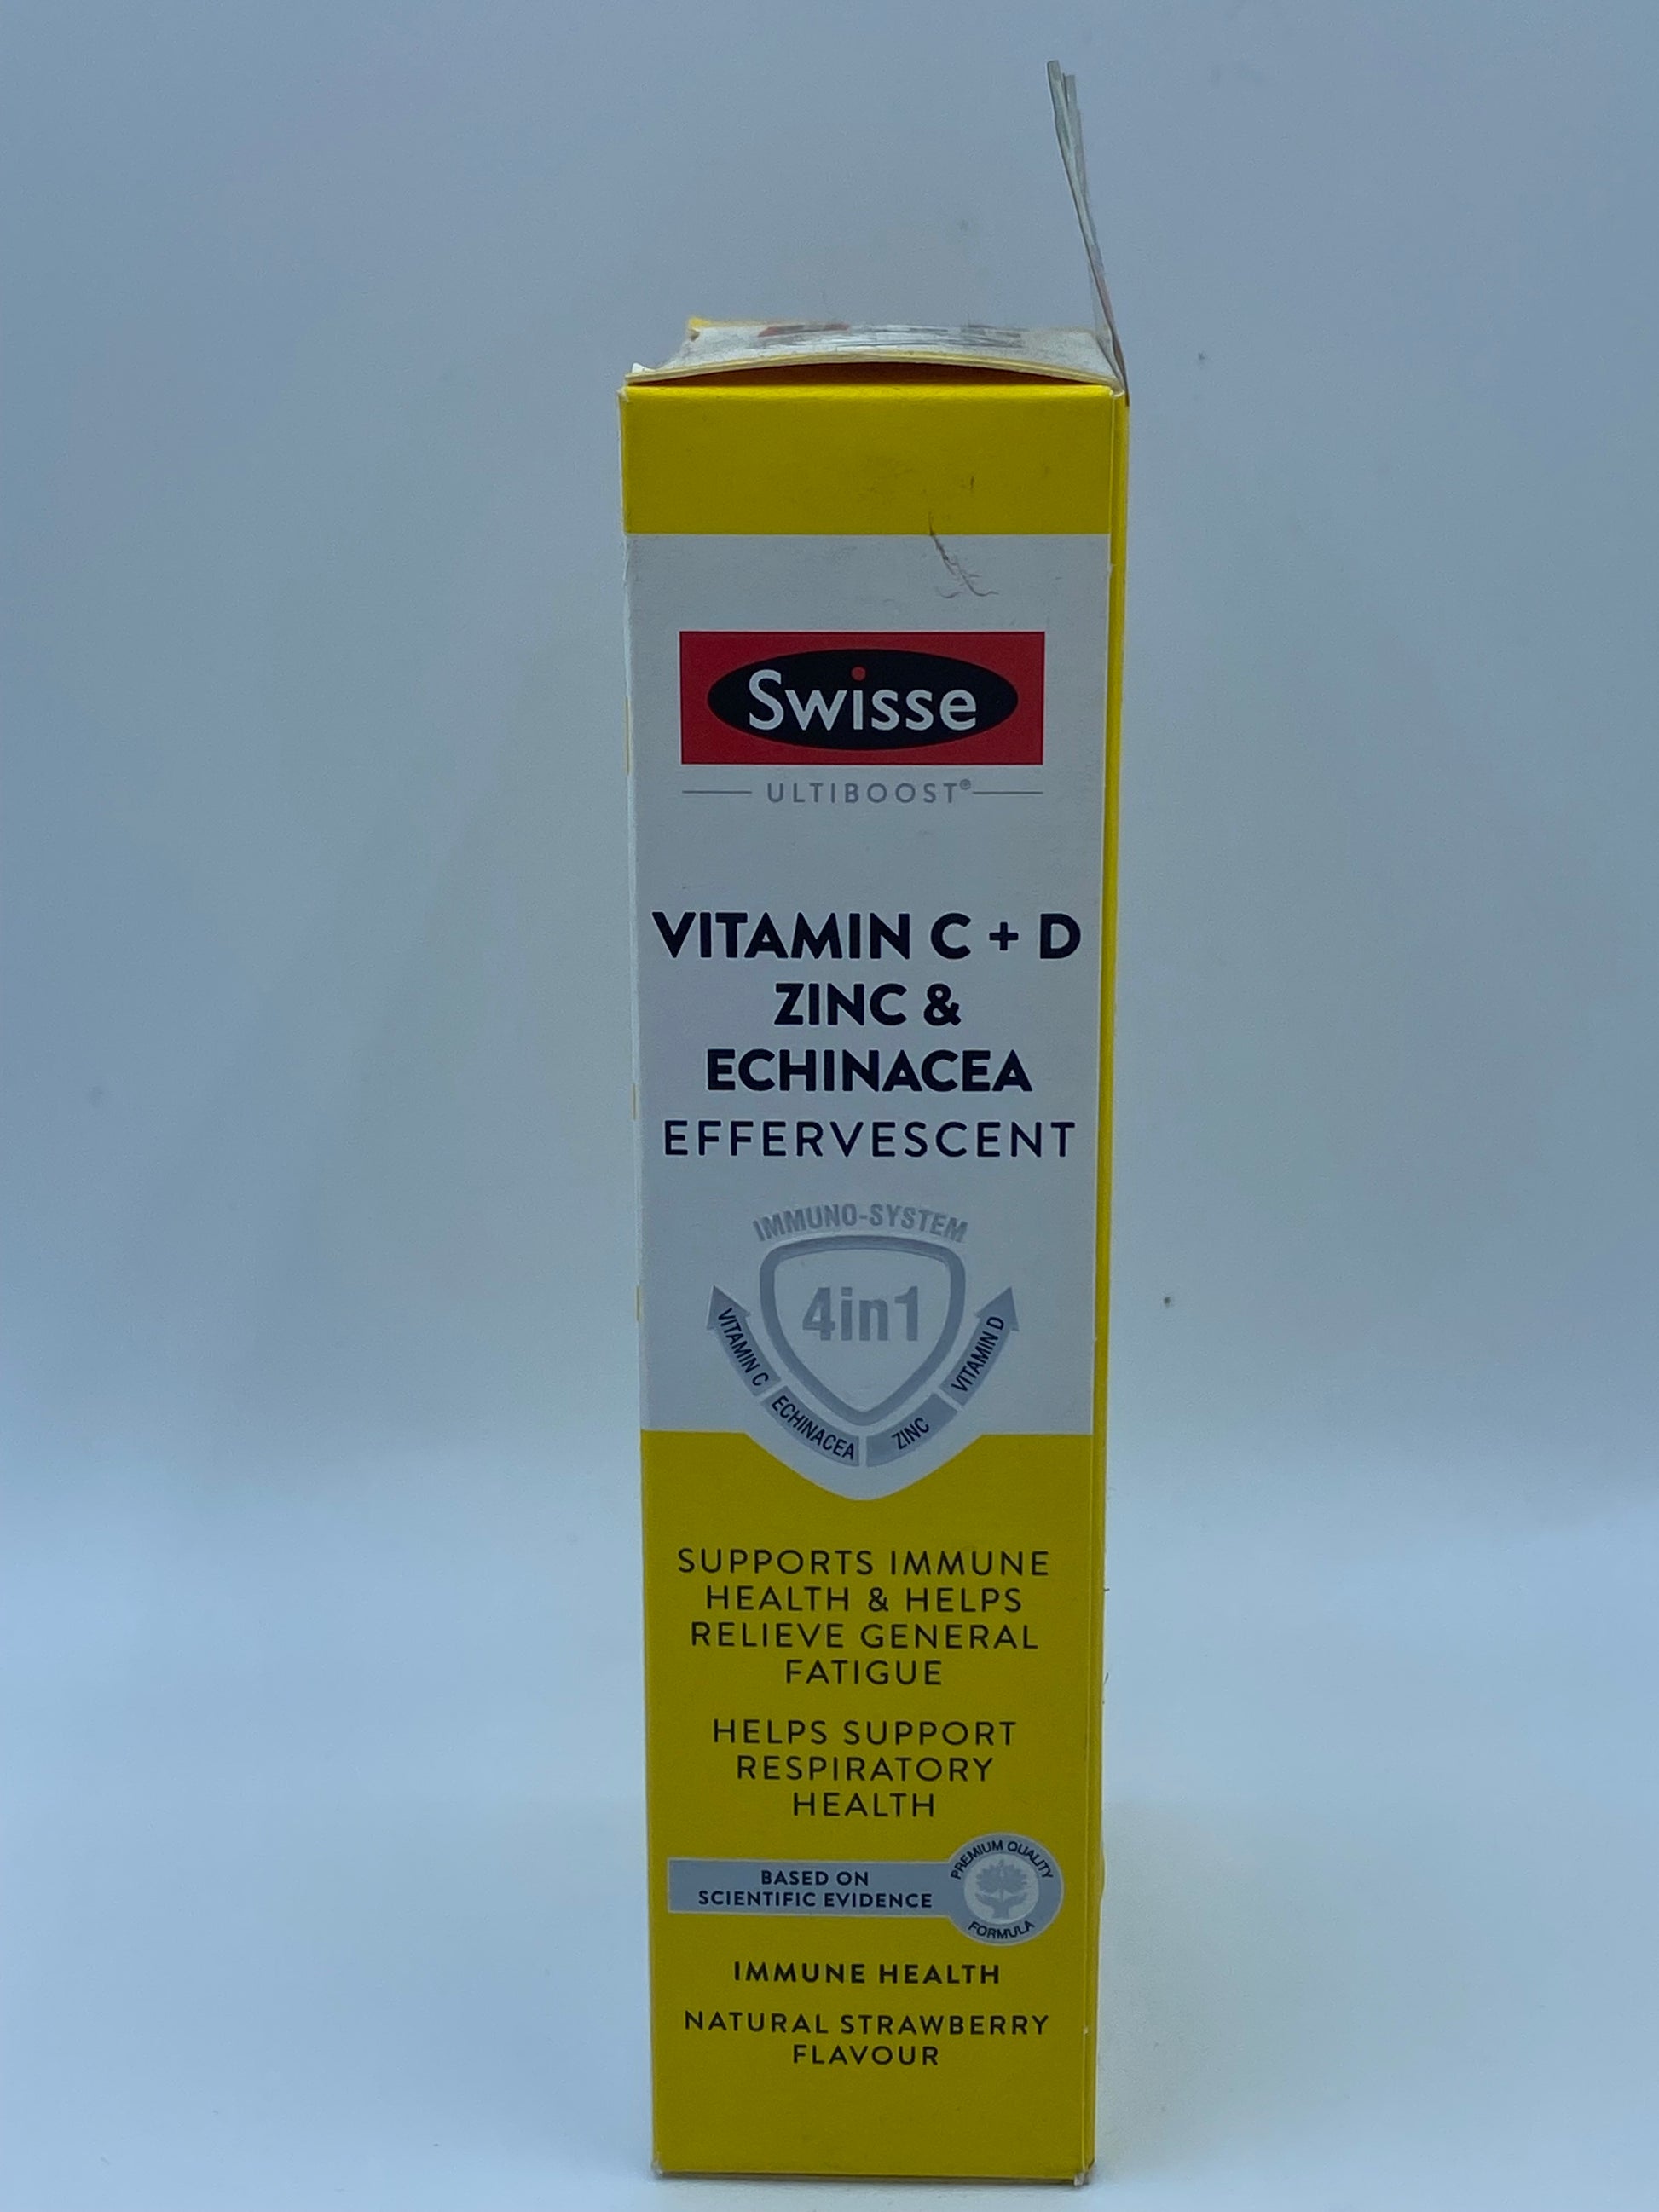 Swisse
ULTIBOOST®
VITAMIN C + D
ZINC &
ECHINACEA
EFFERVESCENT
IMMUNO-SYSTEM
4in1
VITAMIN C
ECHINACEA
ZINC
VITAMIN D
SUPPORTS IMMUNE
HEALTH & HELPS
RELIEVE GENERAL
FATIGUE
HELPS SUPPORT
RESPIRATORY
HEALTH
BASED ON
SCIENTIFIC EVIDENCE
PREMIUM QUALITY
FORMULA
IMMUNE HEALTH
NATURAL STRAWBERRY
FLAVOUR